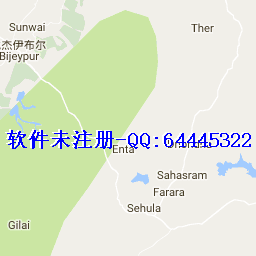 Sunwai
Ther
杰伊布尔
Bijeypur
软件未注册-QQ:64445322
Enta
Sahasram
Farara
Sehula
Gilai